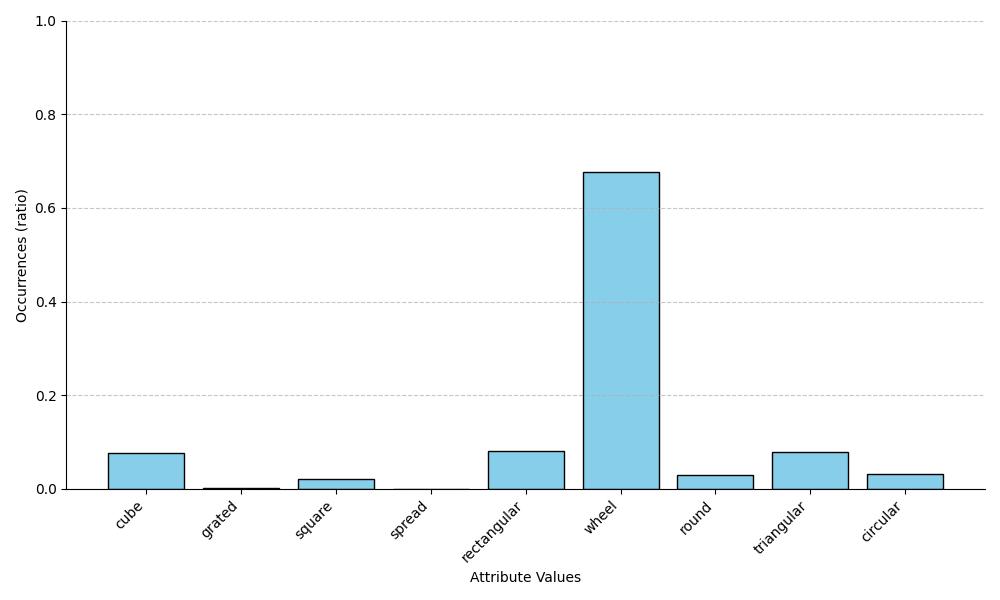 1.0
0.8
0.6
0.4
0.2
0.0
Occurrences (ratio)
cube
grated
square
spread
rectangular
wheel
round
triangular
circular
Attribute Values